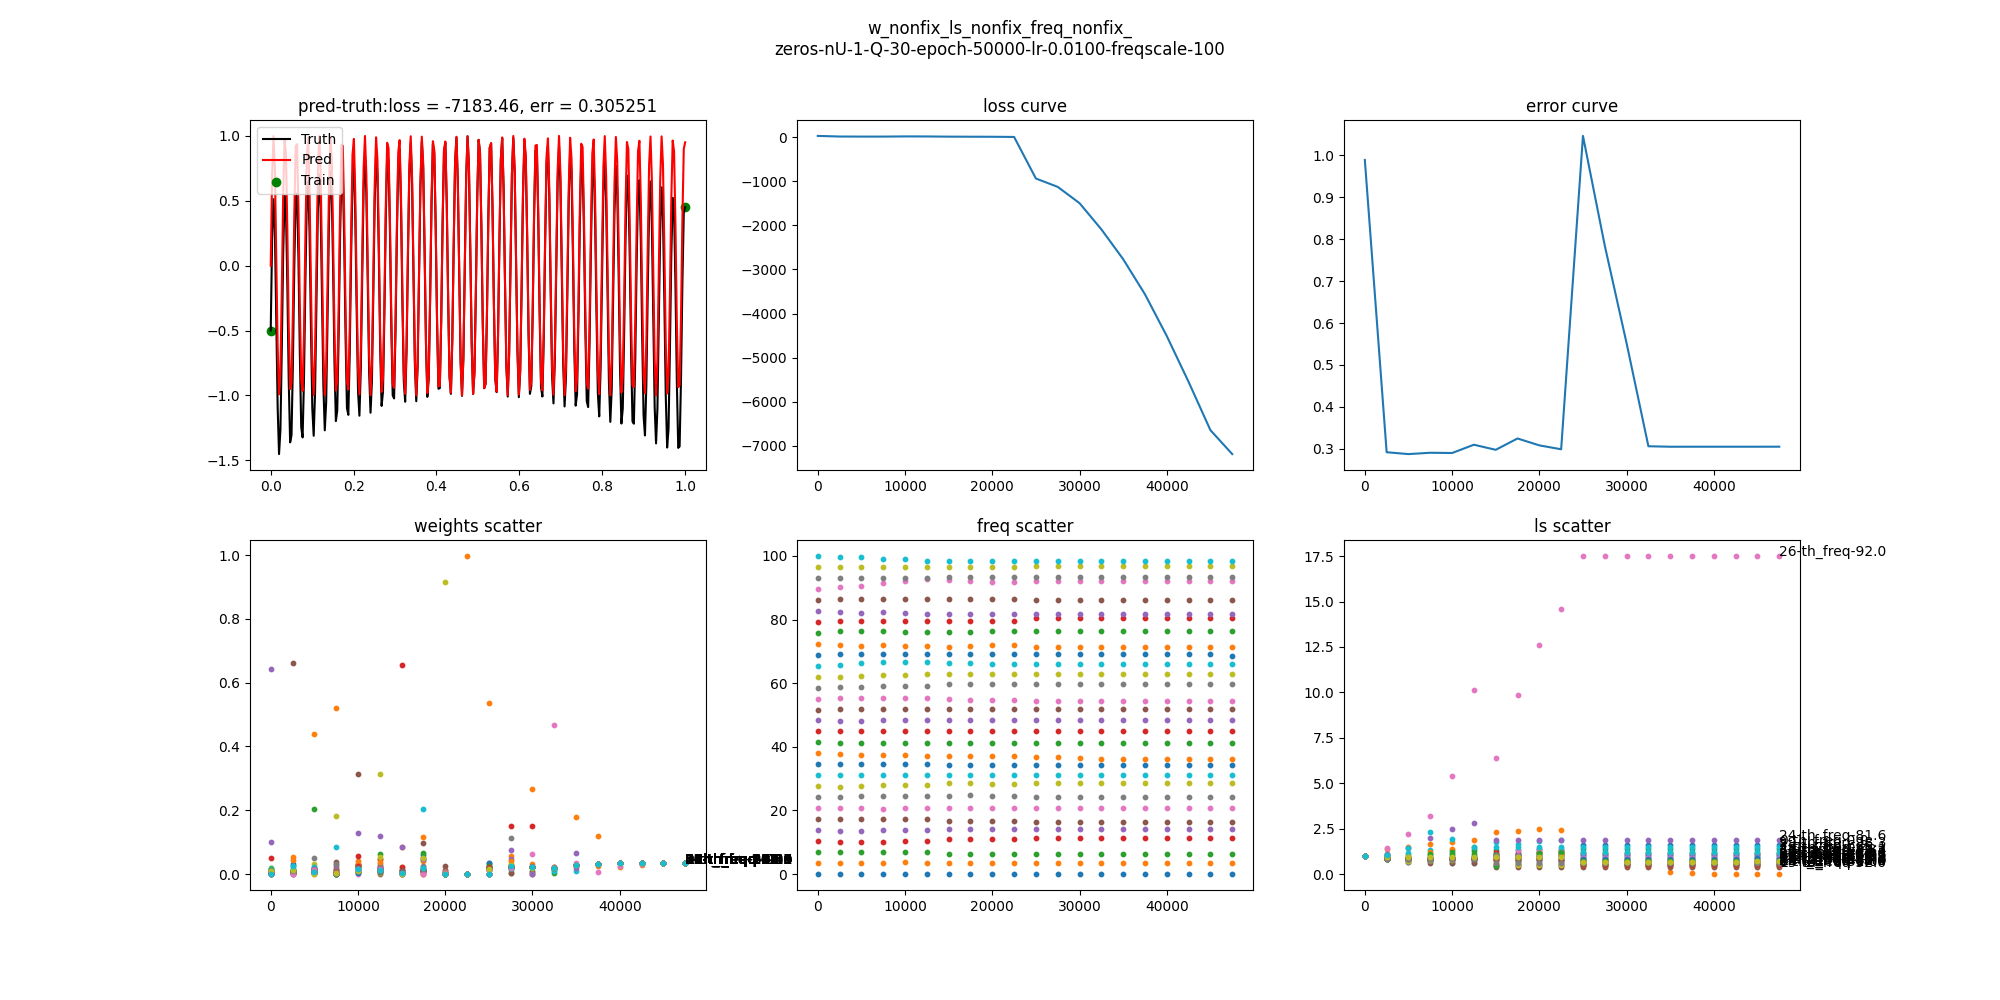 w_nonfix_ls_nonfix_freq_nonfix_
zeros-nU-1-Q-30-epoch-50000-lr-0.0100-freqscale-100
pred-truth:loss = -7183.46, err = 0.305251
Truth
Pred
Train
1.0
0.5
0.0
−0.5
−1.0
−1.5
0.0 0.2 0.4 0.6 0.8 1.0
loss curve
0
−1000
−2000
−3000
−4000
−5000
−6000
−7000
0 10000 20000 30000 40000
error curve
1.0
0.9
0.8
0.7
0.6
0.5
0.4
0.3
0 10000 20000 30000 40000
weights scatter
1.0
0.8
0.6
0.4
0.2
0.0
0 10000 20000 30000 40000
freq scatter
100
80
60
40
20
0
0 10000 20000 30000 40000
ls scatter
17.5
15.0
12.5
10.0
7.5
5.0
2.5
0.0
0 10000 20000 30000 40000
26-th_freq-92.0
24-th_freq-81.6